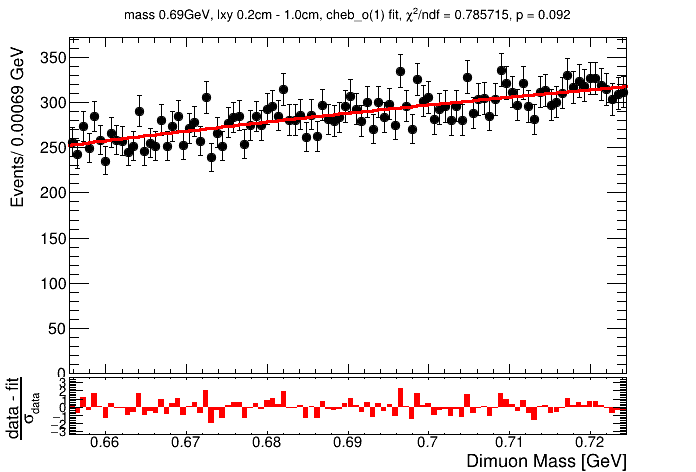 mass 0.69GeV, lxy 0.2cm - 1.0cm, cheb_o(1) fit, χ²/ndf = 0.785715, p = 0.092
Events/ 0.00069 GeV
350
300
250
200
150
100
50
0
data - fit
σdata
3
2
1
0
−1
−2
−3
0.66 0.67 0.68 0.69 0.7 0.71 0.72
Dimuon Mass [GeV]